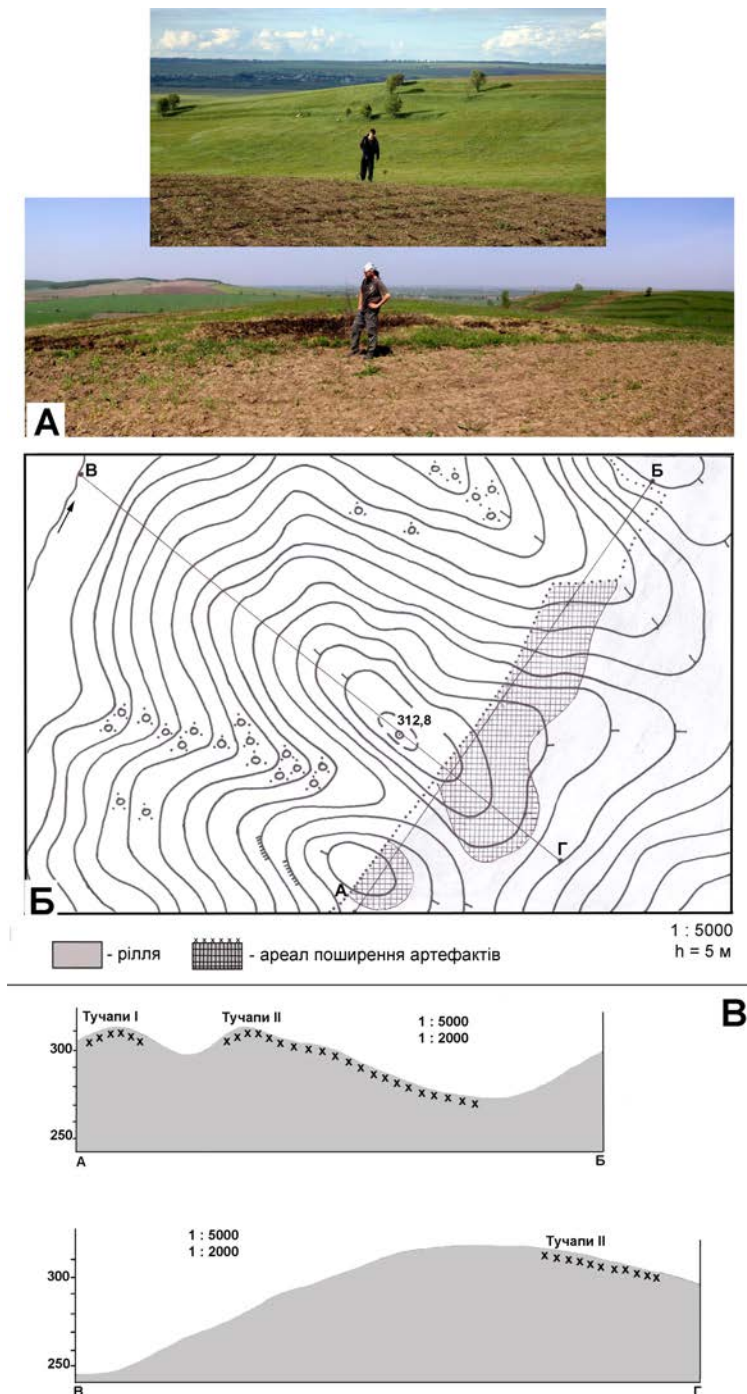 А
В
Б
312,8
Г
А
Б
1 : 5000
h = 5 м
- рілля
- ареал поширення артефактів
В
Тучапи I
Тучапи II
1 : 5000
1 : 2000
300
250
А
Б
1 : 5000
1 : 2000
Тучапи II
300
250
В
Г